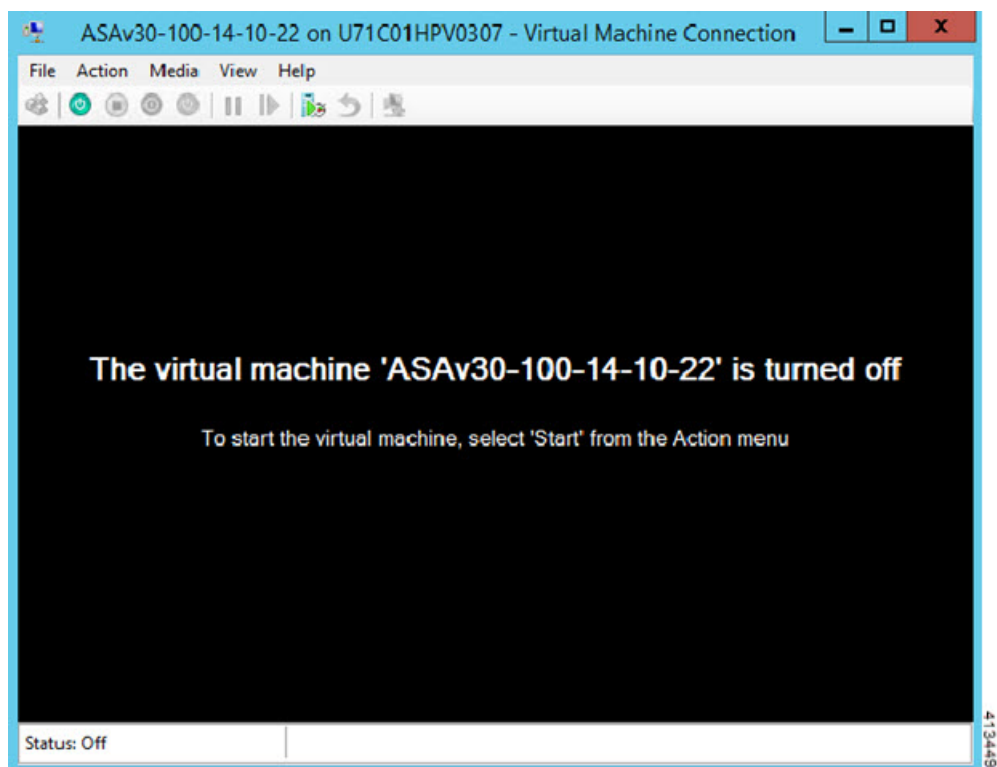 ASAv30-100-14-10-22 on U71C01HPV0307 - Virtual Machine Connection
File Action Media View Help
The virtual machine 'ASAv30-100-14-10-22' is turned off
To start the virtual machine, select 'Start' from the Action menu
Status: Off
413449